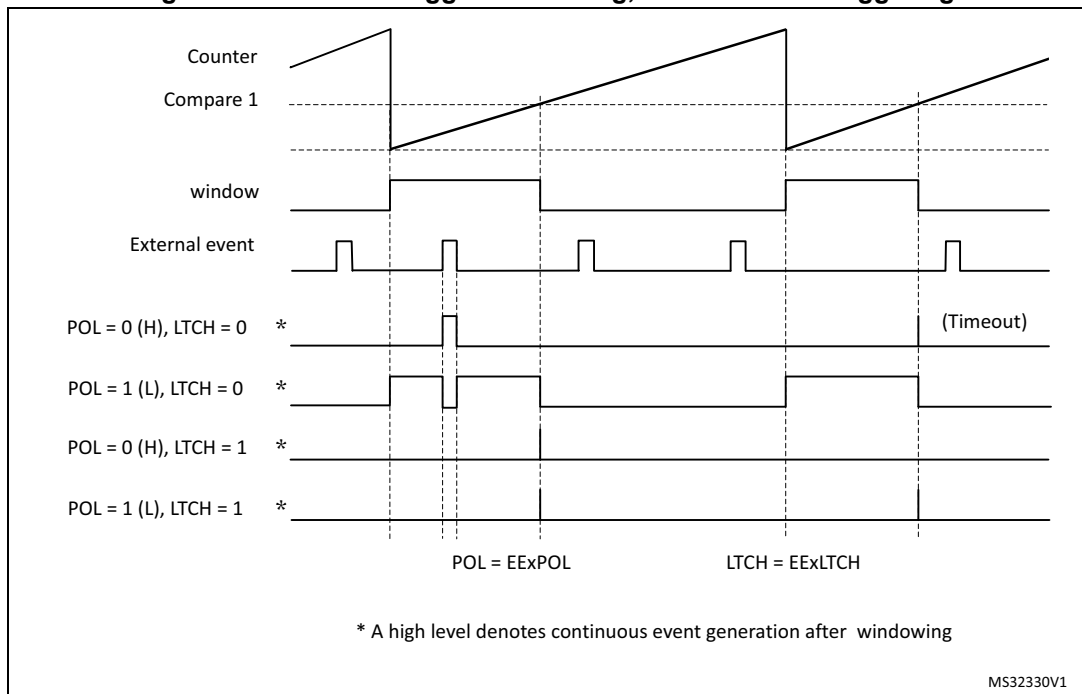 Counter
Compare 1
window
External event
POL = 0 (H), LTCH = 0 * (Timeout)
POL = 1 (L), LTCH = 0 *
POL = 0 (H), LTCH = 1 *
POL = 1 (L), LTCH = 1 *
POL = EExPOL LTCH = EExLTCH
* A high level denotes continuous event generation after windowing
MS32330V1